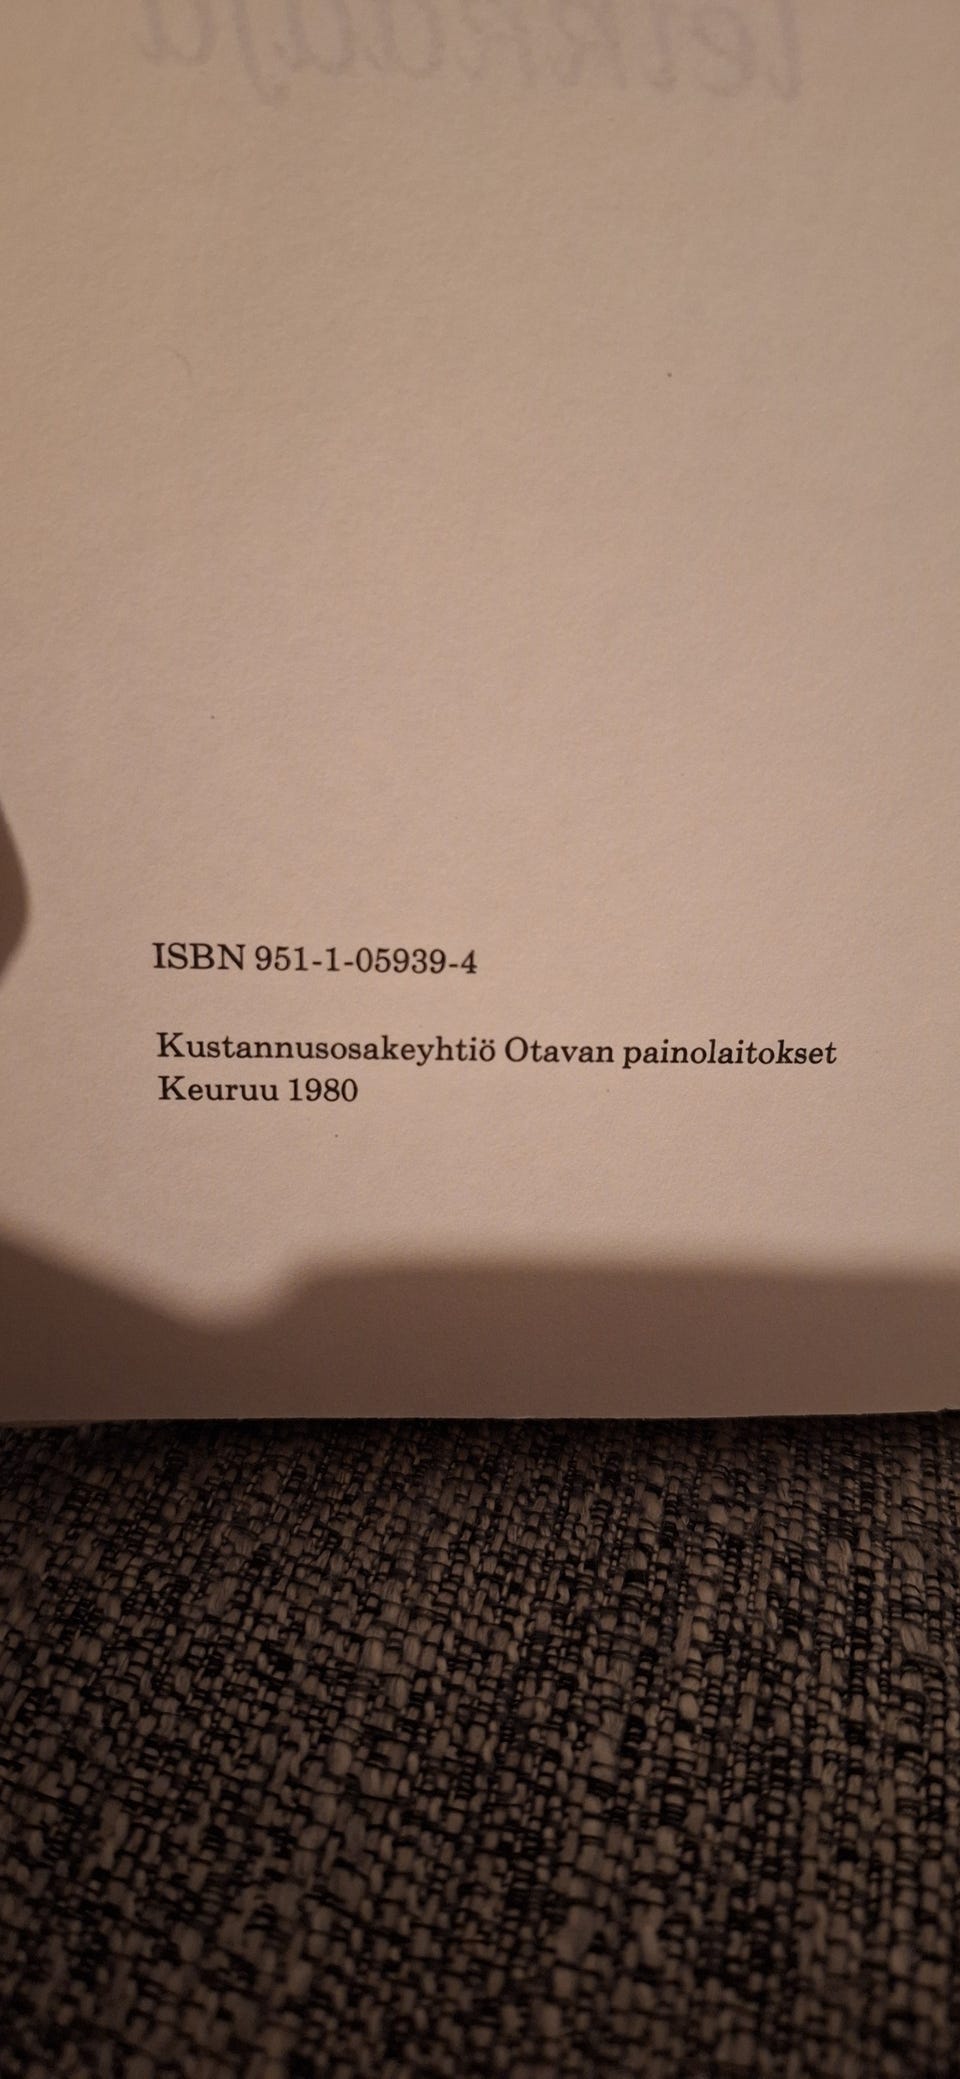 ISBN 951-1-05939-4
Kustannusosakeyhtiö Otavan painolaitokset
Keuruu 1980